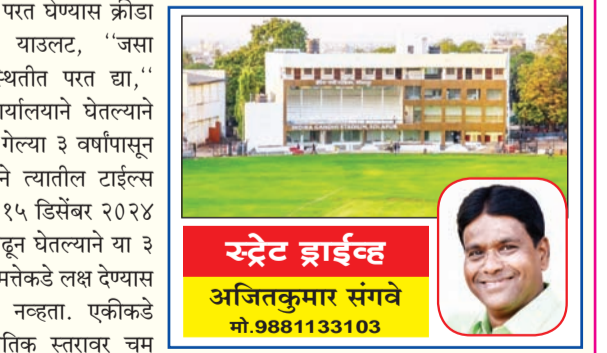 परत घेण्यास क्रीडा
याउलट, ‘‘जसा
स्थितीत परत द्या,‘‘
र्यालयाने घेतल्याने
गेल्या ३ वर्षांपासून
ने त्यातील टाईल्स
१५ डिसेंबर २०२४
ढून घेतल्याने या ३
मत्तेकडे लक्ष देण्यास
नव्हता. एकीकडे
तिक स्तरावर चम
स्ट्रेट ड्राईव्ह
अजितकुमार संगवे
मो.9881133103